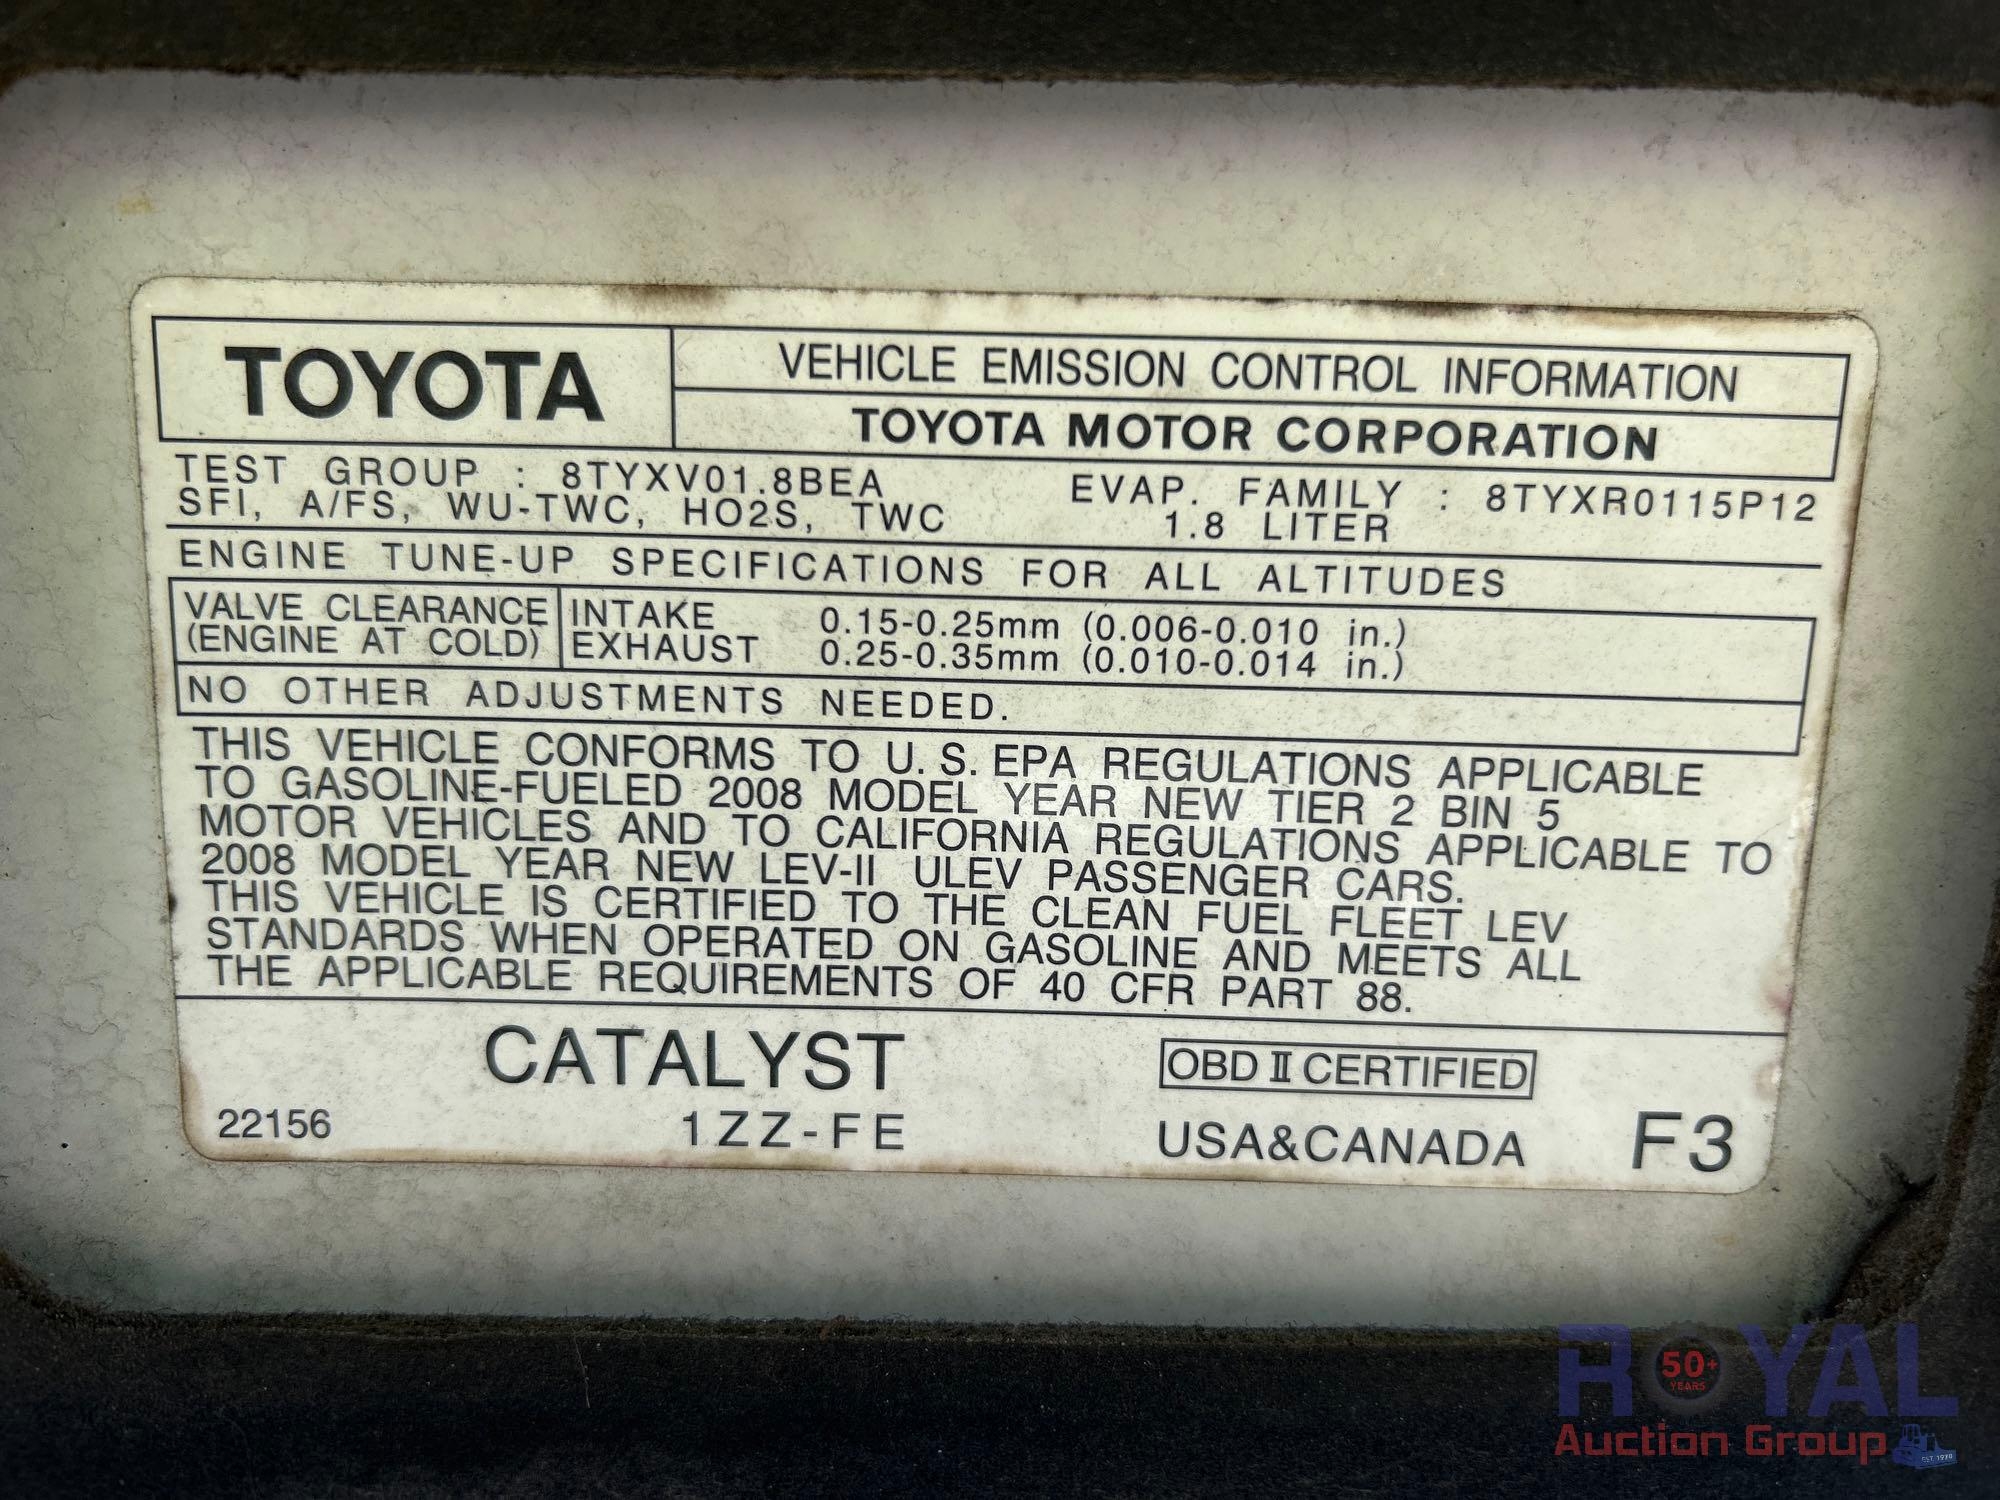 TOYOTA
VEHICLE EMISSION CONTROL INFORMATION
TOYOTA MOTOR CORPORATION
TEST GROUP : 8TYXV01.8BEA EVAP. FAMILY : 8TYXR0115P12
SFI, A/FS, WU-TWC, HO2S, TWC 1.8 LITER
ENGINE TUNE-UP SPECIFICATIONS FOR ALL ALTITUDES
VALVE CLEARANCE INTAKE 0.15-0.25mm (0.006-0.010 in.)
(ENGINE AT COLD) EXHAUST 0.25-0.35mm (0.010-0.014 in.)
NO OTHER ADJUSTMENTS NEEDED.
THIS VEHICLE CONFORMS TO U.S. EPA REGULATIONS APPLICABLE
TO GASOLINE-FUELED 2008 MODEL YEAR NEW TIER 2 BIN 5
MOTOR VEHICLES AND TO CALIFORNIA REGULATIONS APPLICABLE TO
2008 MODEL YEAR NEW LEV-II ULEV PASSENGER CARS.
THIS VEHICLE IS CERTIFIED TO THE CLEAN FUEL FLEET LEV
STANDARDS WHEN OPERATED ON GASOLINE AND MEETS ALL
THE APPLICABLE REQUIREMENTS OF 40 CFR PART 88.
CATALYST OBD II CERTIFIED
22156 1ZZ-FE USA&CANADA F3
ROYAL
50+
YEARS
Auction Group
EST 1970